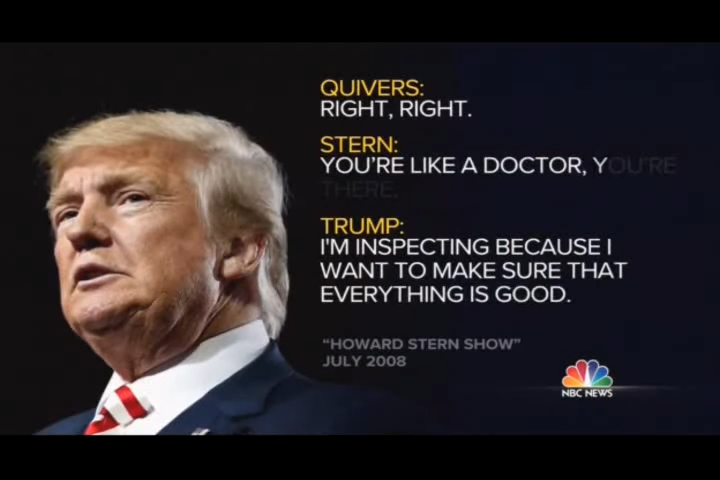 QUIVERS:
RIGHT, RIGHT.
STERN:
YOU'RE LIKE A DOCTOR, YOU'RE
THERE.
TRUMP:
I'M INSPECTING BECAUSE I
WANT TO MAKE SURE THAT
EVERYTHING IS GOOD.
"HOWARD STERN SHOW"
JULY 2008
NBC NEWS